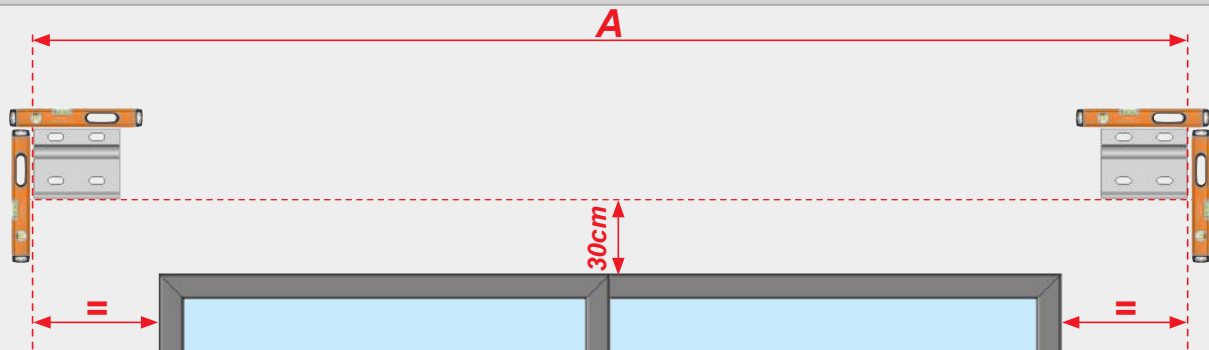 A
30cm
= =